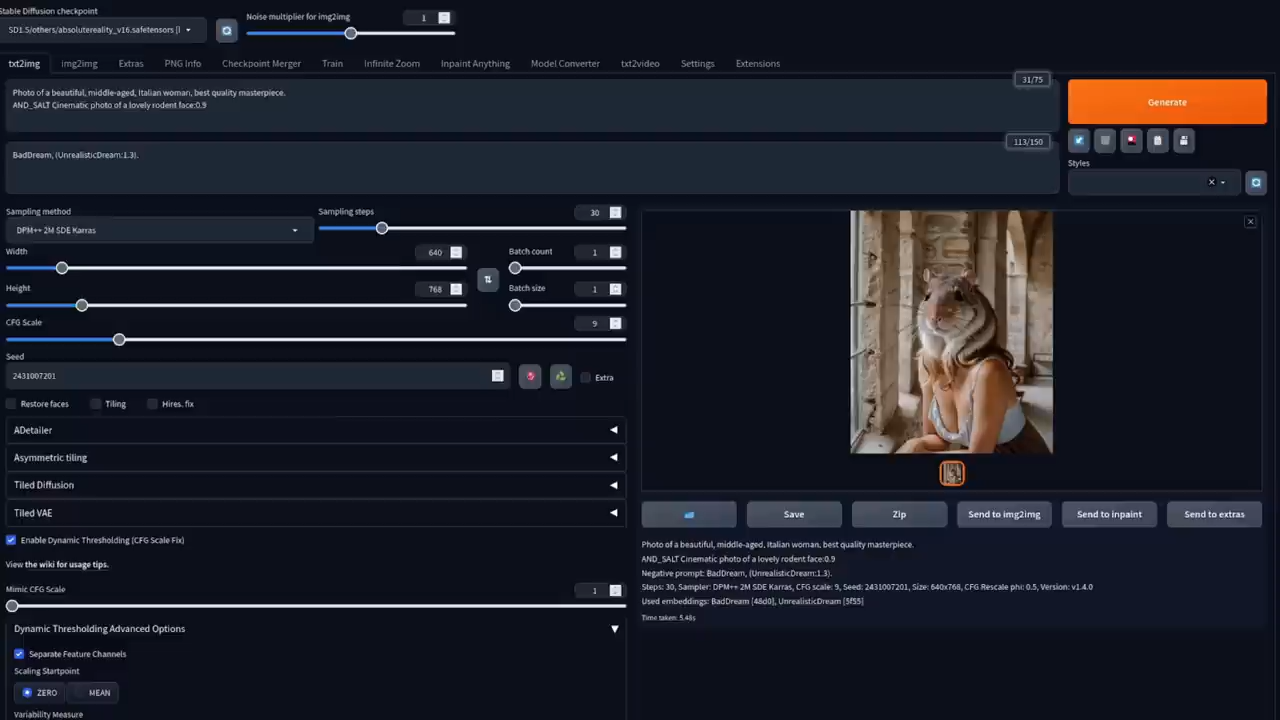 Stable Diffusion checkpoint
SD1.5/others/absolutereality_v16.safetensors [l
Noise multiplier for img2img
1
txt2img
img2img
Extras
PNG Info
Checkpoint Merger
Train
Infinite Zoom
Inpaint Anything
Model Converter
txt2video
Settings
Extensions
31/75
Photo of a beautiful, middle-aged, Italian woman, best quality masterpiece.
AND_SALT Cinematic photo of a lovely rodent face:0.9
Generate
113/150
BadDream, (UnrealisticDream:1.3).
Styles
Sampling method
DPM++ 2M SDE Karras
Sampling steps
30
Width
640
Batch count
1
Height
768
Batch size
1
CFG Scale
9
Seed
2431007201
Extra
Restore faces
Tiling
Hires. fix
ADetailer
Asymmetric tiling
Tiled Diffusion
Tiled VAE
Enable Dynamic Thresholding (CFG Scale Fix)
View the wiki for usage tips.
Mimic CFG Scale
1
Dynamic Thresholding Advanced Options
Separate Feature Channels
Scaling Startpoint
ZERO
MEAN
Variability Measure
Save
Zip
Send to img2img
Send to inpaint
Send to extras
Photo of a beautiful, middle-aged, Italian woman, best quality masterpiece.
AND_SALT Cinematic photo of a lovely rodent face:0.9
Negative prompt: BadDream, (UnrealisticDream:1.3).
Steps: 30, Sampler: DPM++ 2M SDE Karras, CFG scale: 9, Seed: 2431007201, Size: 640x768, CFG Rescale phi: 0.5, Version: v1.4.0
Used embeddings: BadDream [48d0], UnrealisticDream [5f55]
Time taken: 5.48s